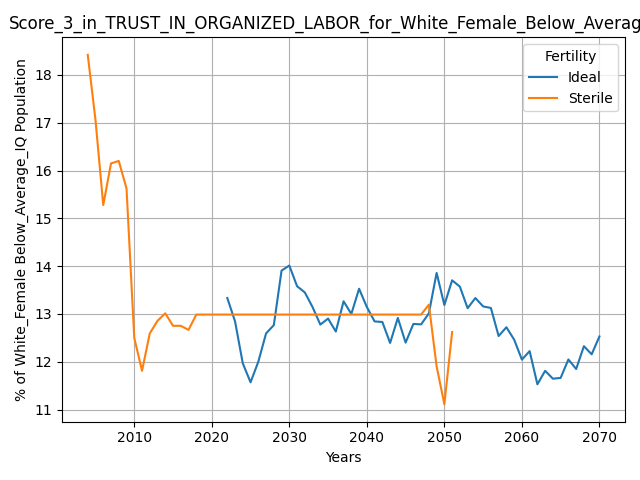 Score_3_in_TRUST_IN_ORGANIZED_LABOR_for_White_Female_Below_Averag
% of White_Female Below_Average_IQ Population
18
17
16
15
14
13
12
11
Fertility
Ideal
Sterile
2010 2020 2030 2040 2050 2060 2070
Years